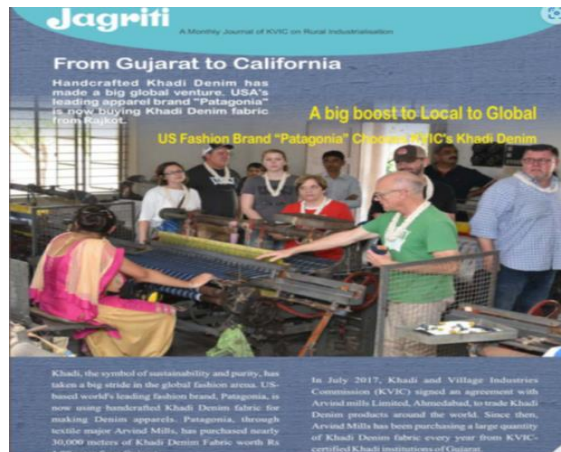 Jagriti
A Monthly Journal of KVIC on Rural Industrialisation
From Gujarat to California
Handcrafted Khadi Denim has
made a big global venture. USA's
leading apparel brand "Patagonia"
is now buying Khadi Denim fabric
from Rajkot.
A big boost to Local to Global
US Fashion Brand "Patagonia" Chooses KVIC's Khadi Denim
Khadi, the symbol of sustainability and purity, has
taken a big stride in the global fashion arena. US-
based world's leading fashion brand, Patagonia, is
now using handcrafted Khadi Denim fabric for
making Denim apparels. Patagonia, through
textile major Arvind Mills, has purchased nearly
30,000 metres of Khadi Denim Fabric worth Rs
In July 2017, Khadi and Village Industries
Commission (KVIC) signed an agreement with
Arvind mills Limited, Ahmedabad, to trade Khadi
Denim products around the world. Since then,
Arvind Mills has been purchasing a large quantity
of Khadi Denim fabric every year from KVIC-
certified Khadi institutions of Gujarat.